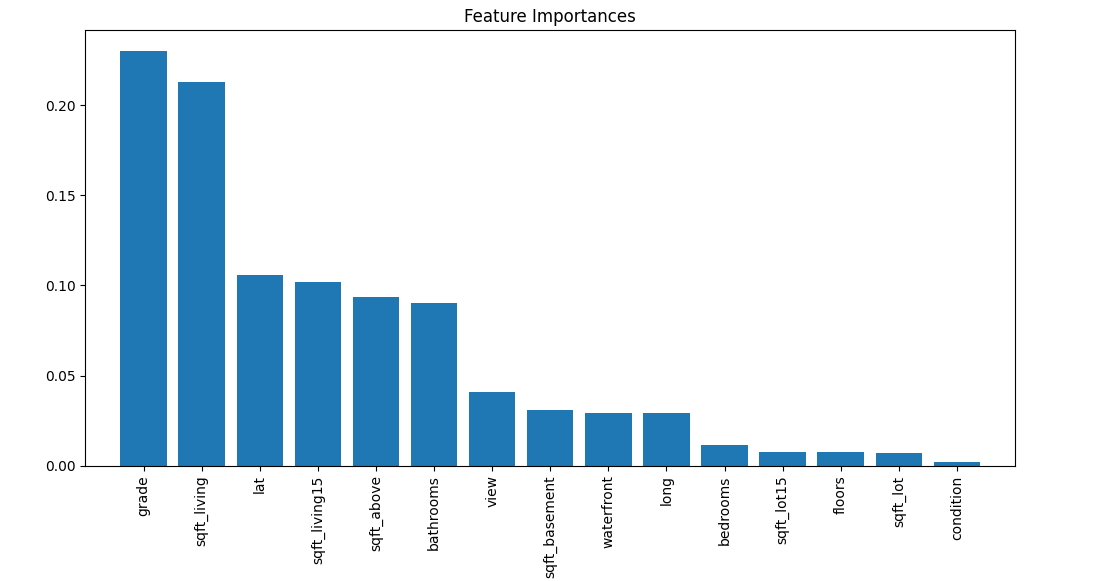 Feature Importances
0.20
0.15
0.10
0.05
0.00
grade
sqft_living
lat
sqft_living15
sqft_above
bathrooms
view
sqft_basement
waterfront
long
bedrooms
sqft_lot15
floors
sqft_lot
condition